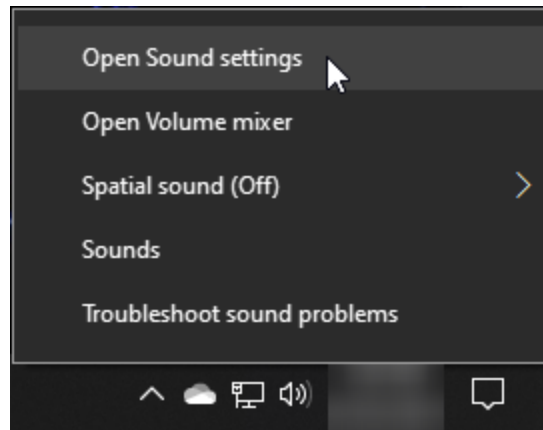 Open Sound settings
Open Volume mixer
Spatial sound (Off)
Sounds
Troubleshoot sound problems